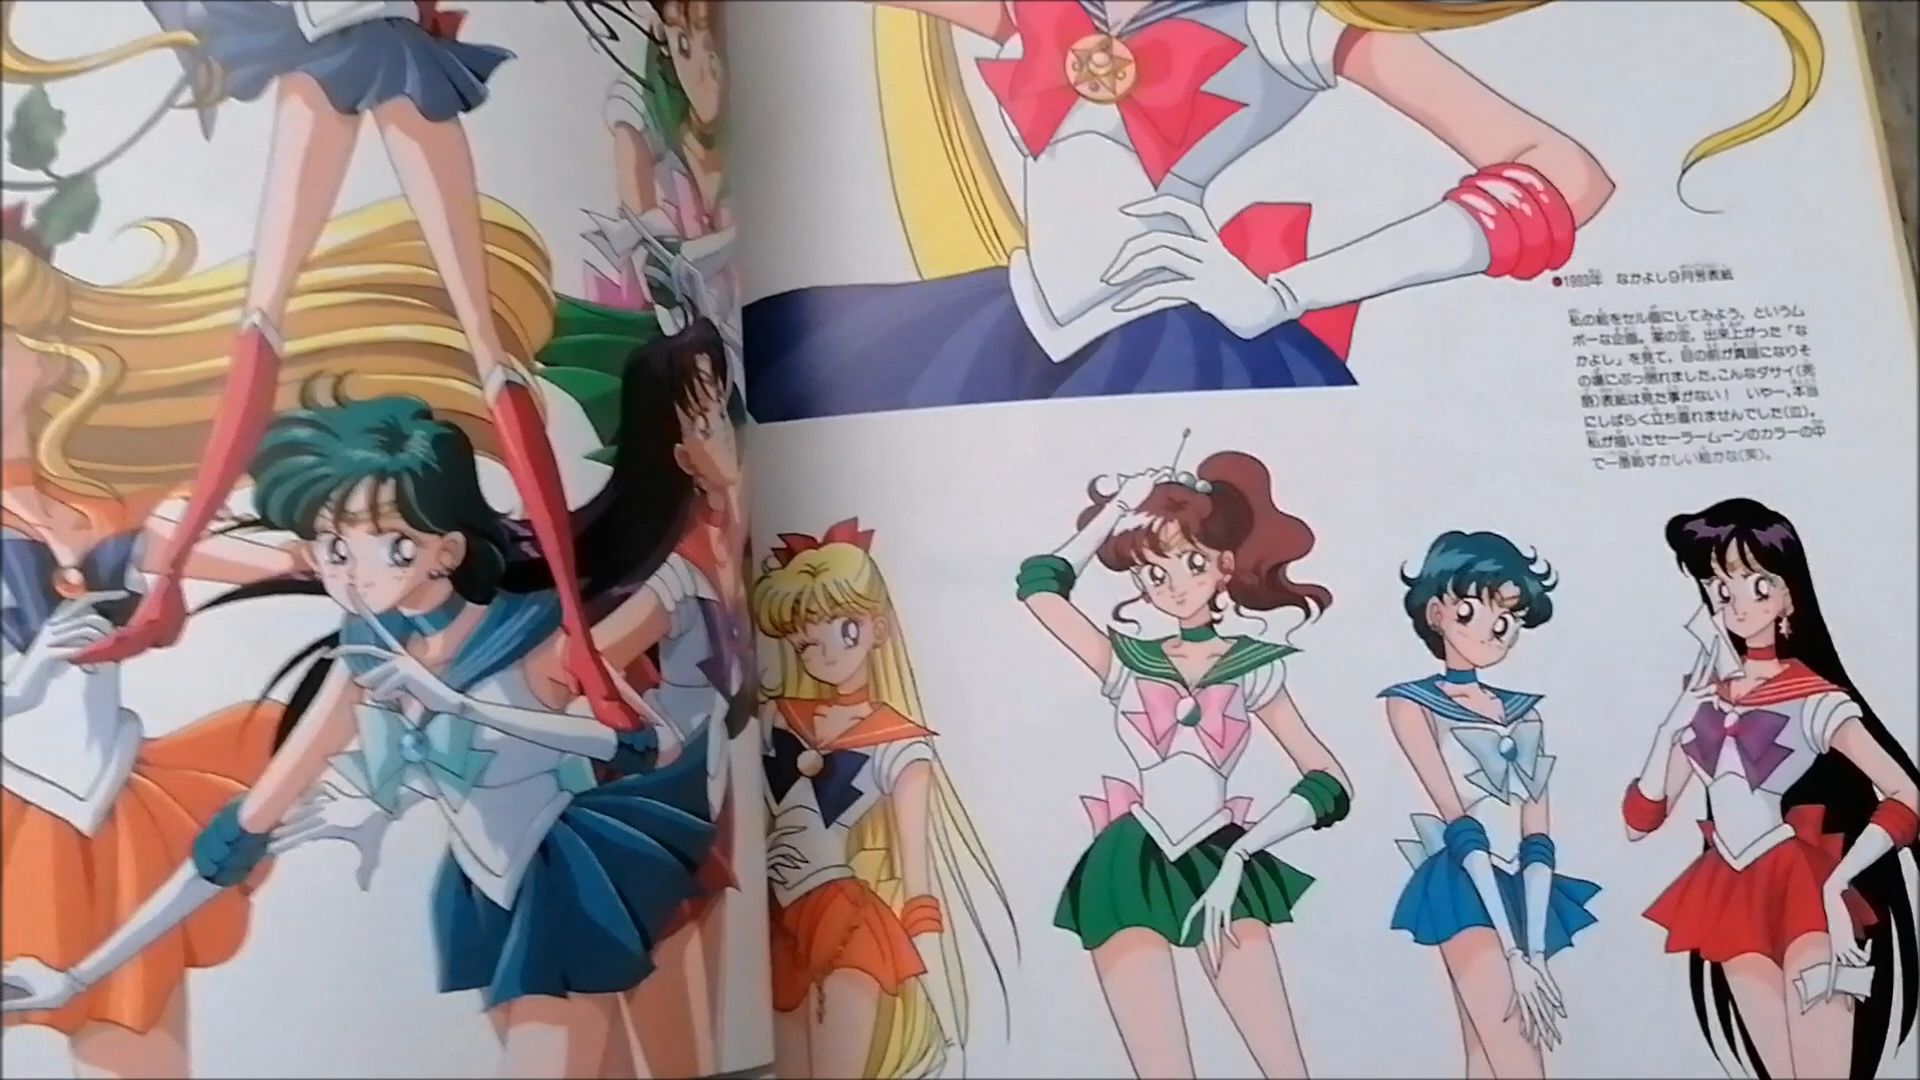 ●1993年　なかよし9月号表紙
私の絵をセル画にしてみよう、というム
ボーな企画。案の定、出来上がった「な
かよし」を見て、目の前が真暗になりそ
の場にぶっ倒れました。こんなダサイ(死
語)表紙は見た事がない！　いやー、本当
にしばらく立ち直れませんでした(泣)。
私が描いたセーラームーンのカラーの中
で一番恥ずかしい絵かな(笑)。